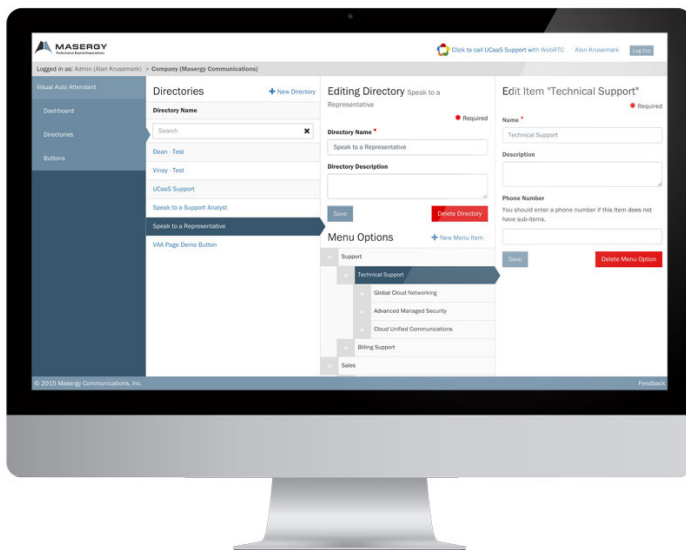 MASERGY
Performance Beyond Expectations
Click to call UCaaS Support with WebRTC
Alan Krusemark
Log Out
Logged in as: Admin (Alan Krusemark) > Company (Masergy Communications)
Visual Auto Attendant
Dashboard
Directories
Buttons
Directories
+ New Directory
Directory Name
Search
Dean - Test
Vinay - Test
UCaaS Support
Speak to a Support Analyst
Speak to a Representative
VAA Page Demo Button
Editing Directory Speak to a
Representative
Required
Directory Name *
Speak to a Representative
Directory Description
Save
Delete Directory
Menu Options
+ New Menu Item
Support
Technical Support
Global Cloud Networking
Advanced Managed Security
Cloud Unified Communications
Billing Support
Sales
Edit Item "Technical Support"
Required
Name *
Technical Support
Description
Phone Number
You should enter a phone number if this item does not
have sub-items.
Save
Delete Menu Option
© 2015 Masergy Communications, Inc.
Feedback